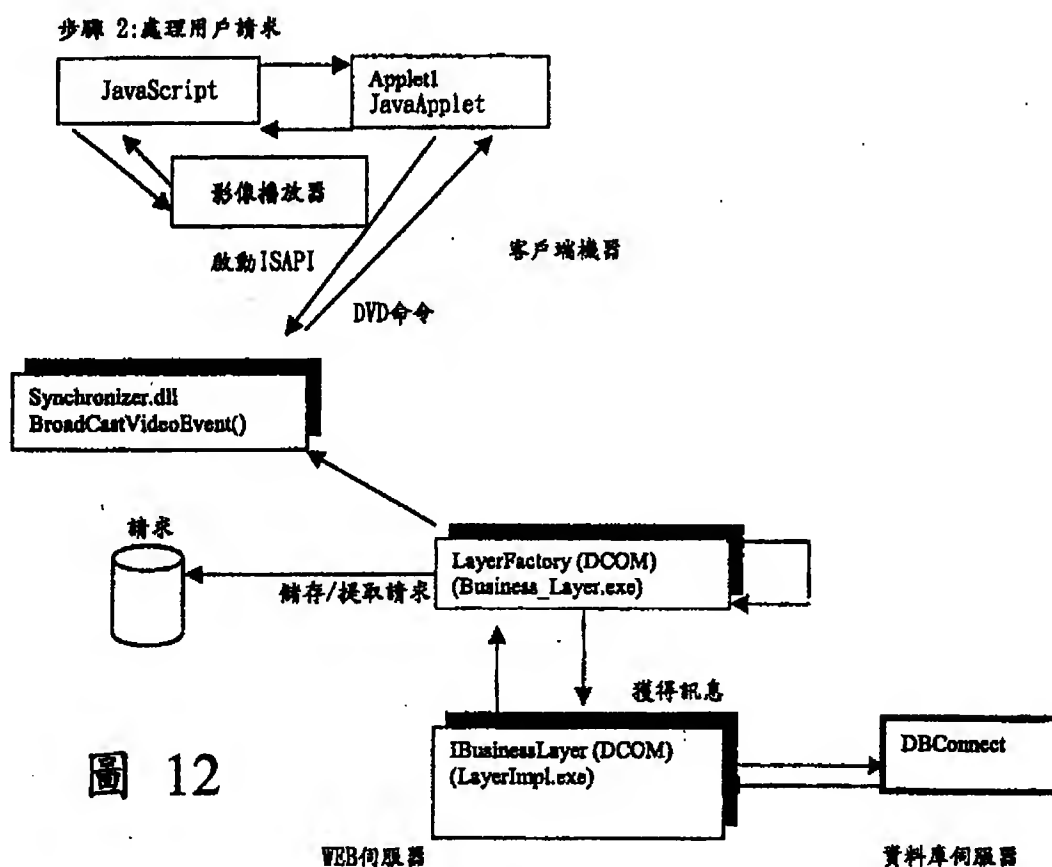 步驟 2:處理用戶請求
JavaScript
Applet1
JavaApplet
影像播放器
啟動ISAPI
客戶端機器
DVD命令
Synchronizer.dll
BroadCastVideoEvent()
請求
LayerFactory (DCOM)
(Business_Layer.exe)
儲存/提取請求
獲得訊息
IBusinessLayer (DCOM)
(LayerImpl.exe)
DBConnect
圖 12
WEB伺服器
資料庫伺服器